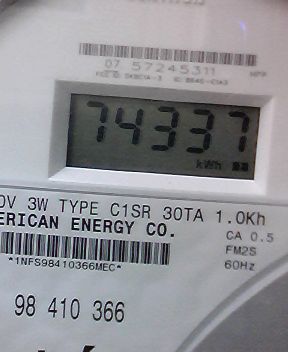 07 57245311
74337
kWh
0V 3W TYPE C1SR 30TA 1.0Kh
ERICAN ENERGY CO.
CA 0.5
FM2S
*1NFS98410366MEC*
60Hz
98 410 366